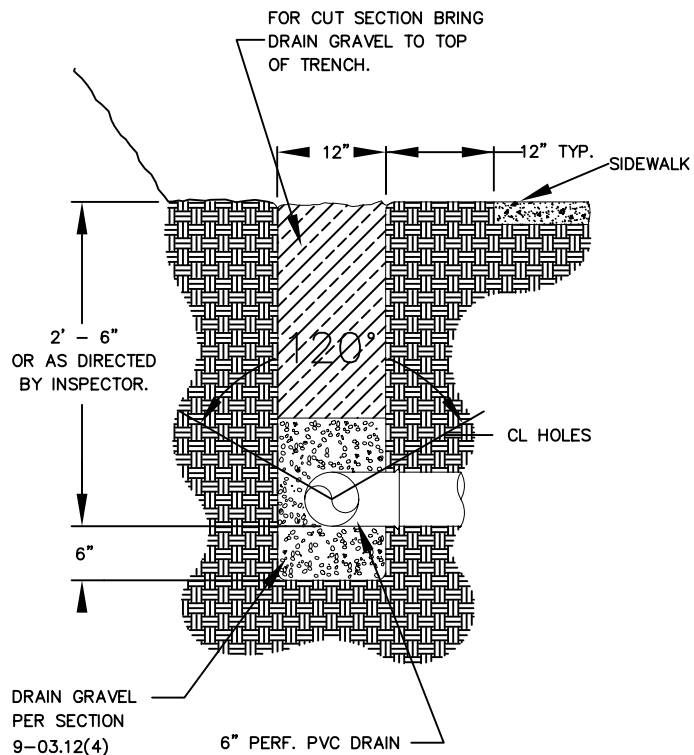 FOR CUT SECTION BRING
DRAIN GRAVEL TO TOP
OF TRENCH.
12"
12" TYP.
SIDEWALK
2' - 6"
OR AS DIRECTED
BY INSPECTOR.
120°
CL HOLES
6"
DRAIN GRAVEL
PER SECTION
9-03.12(4)
6" PERF. PVC DRAIN